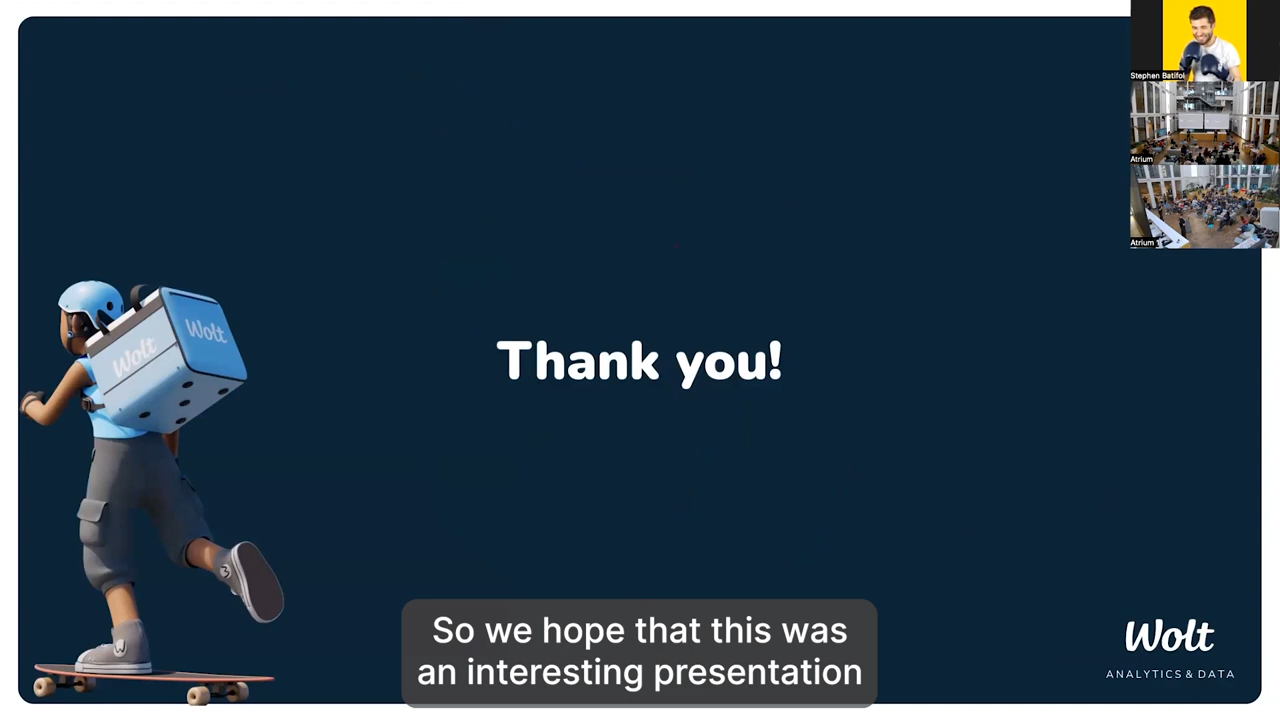 Stephen Batifol
Atrium
Atrium 1
Wolt
Wolt
Thank you!
So we hope that this was
an interesting presentation
Wolt
ANALYTICS & DATA